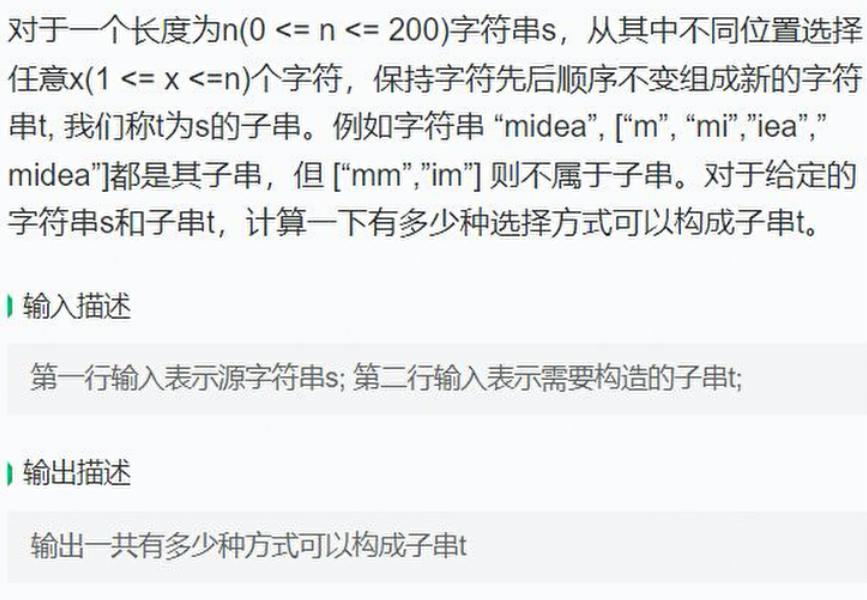 对于一个长度为n(0 <= n <= 200)字符串s，从其中不同位置选择
任意x(1 <= x <=n)个字符，保持字符先后顺序不变组成新的字符
串t, 我们称t为s的子串。例如字符串 “midea”, [“m”, “mi”,”iea”,”
midea”]都是其子串，但 [“mm”,”im”] 则不属于子串。对于给定的
字符串s和子串t，计算一下有多少种选择方式可以构成子串t。
输入描述
第一行输入表示源字符串s; 第二行输入表示需要构造的子串t;
输出描述
输出一共有多少种方式可以构成子串t